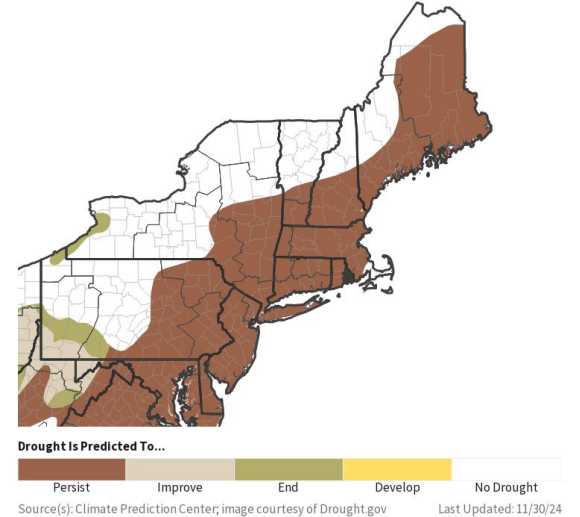 Drought Is Predicted To...
Persist Improve End Develop No Drought
Source(s): Climate Prediction Center; image courtesy of Drought.gov Last Updated: 11/30/24